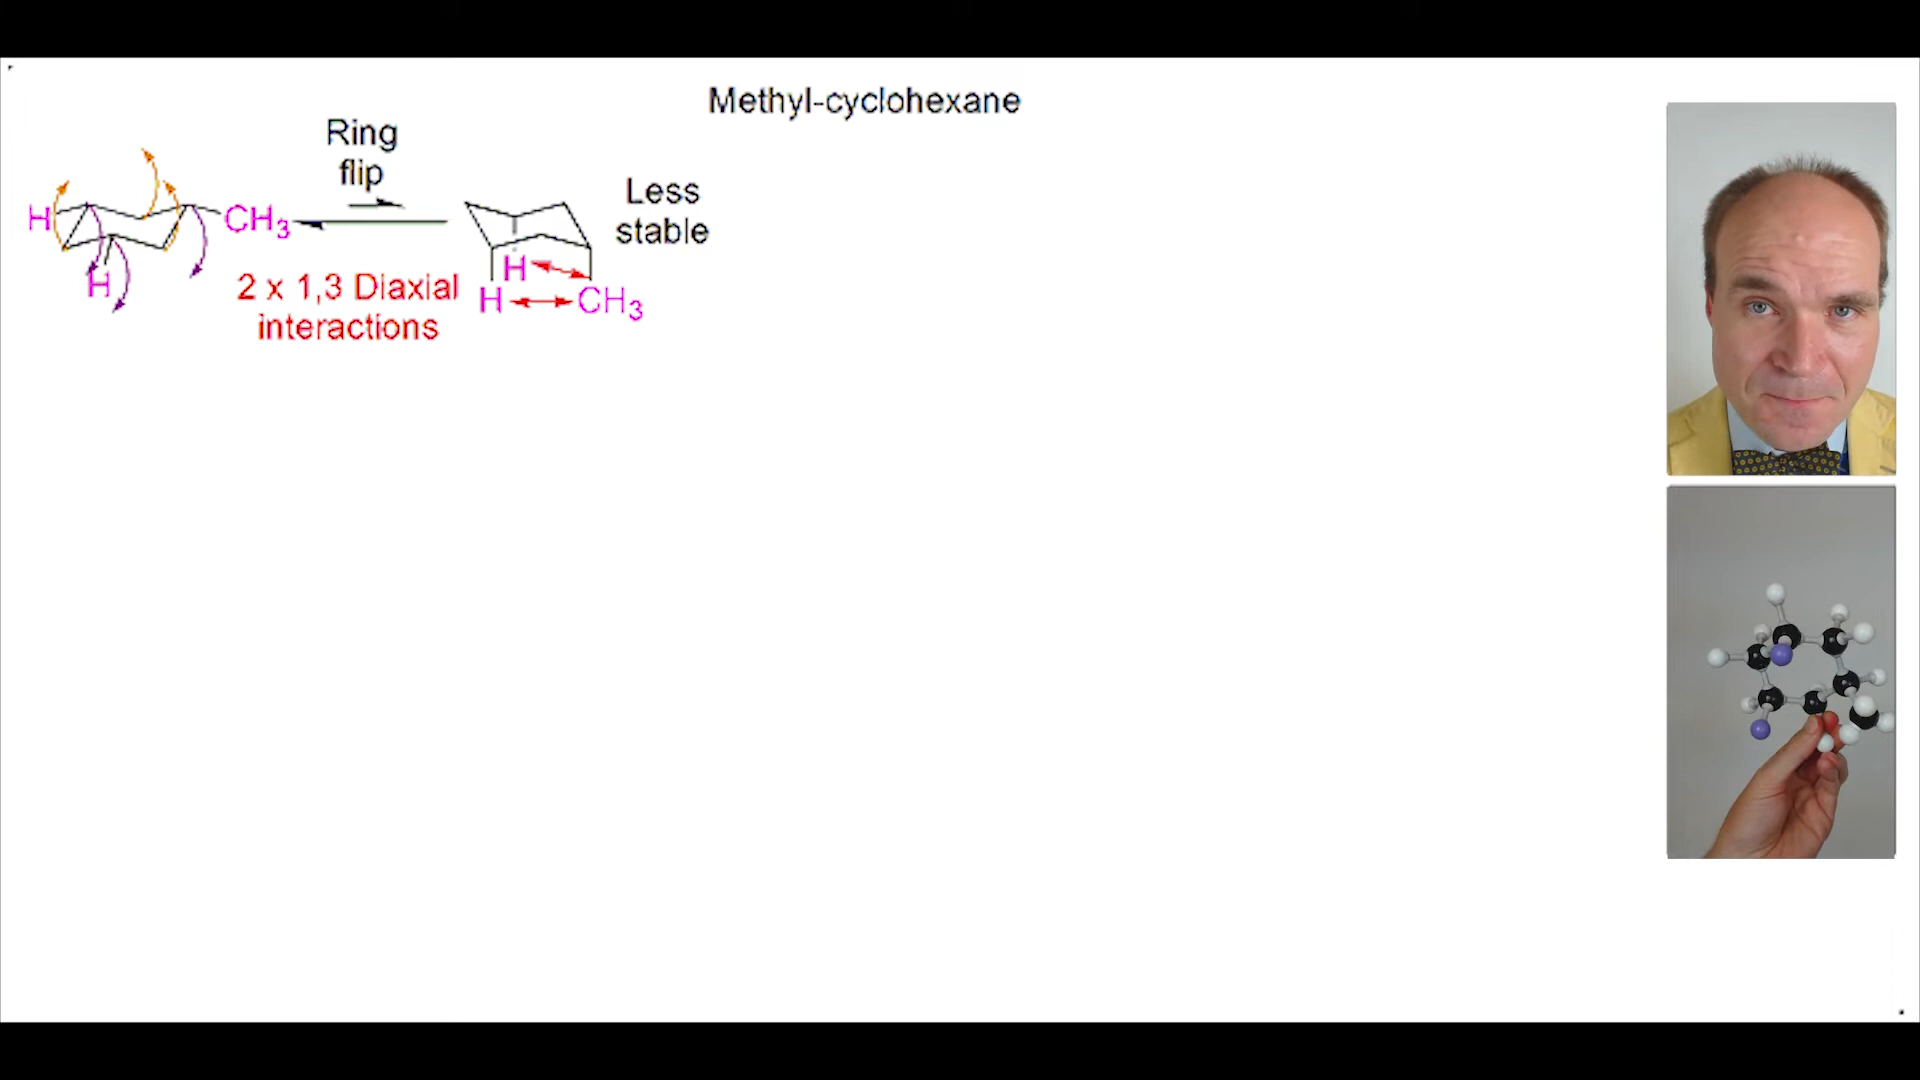 Methyl-cyclohexane
Ring
flip
H
CH3
H
2 x 1,3 Diaxial
interactions
Less
stable
H
H
CH3